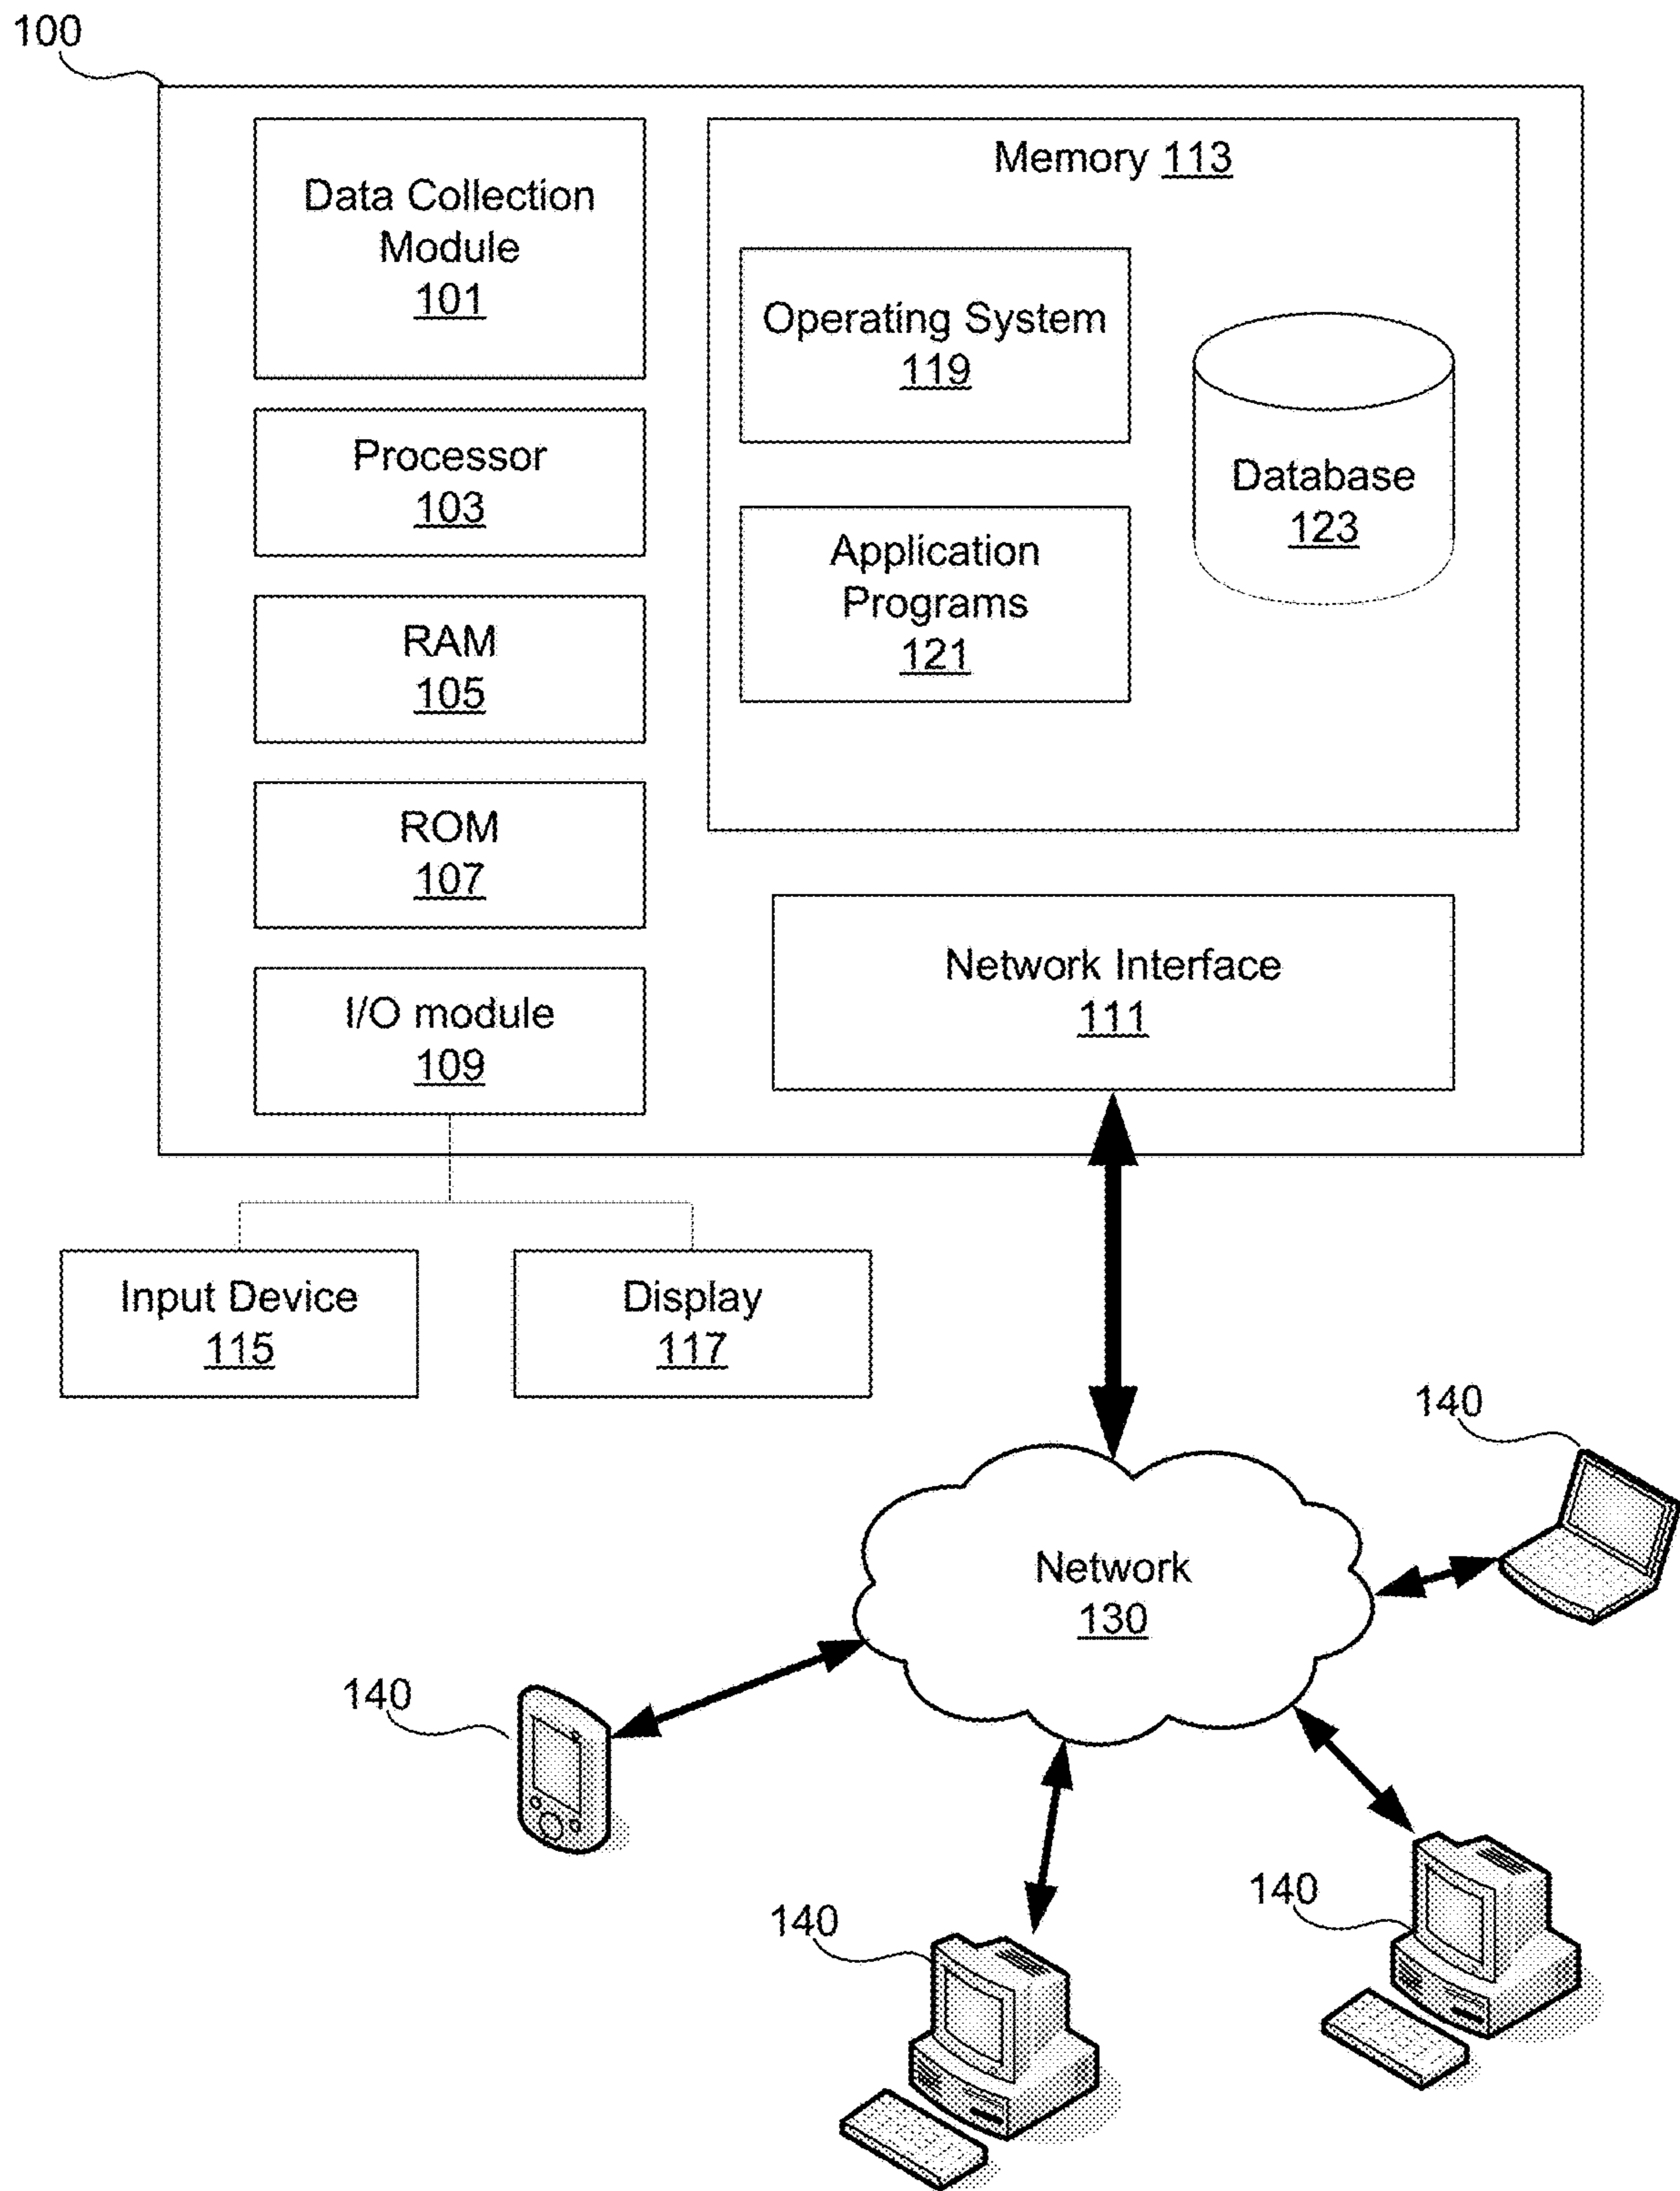 100
Data Collection
Module
101
Processor
103
RAM
105
ROM
107
I/O module
109
Memory 113
Operating System
119
Application
Programs
121
Database
123
Network Interface
111
Input Device
115
Display
117
Network
130
140
140
140
140